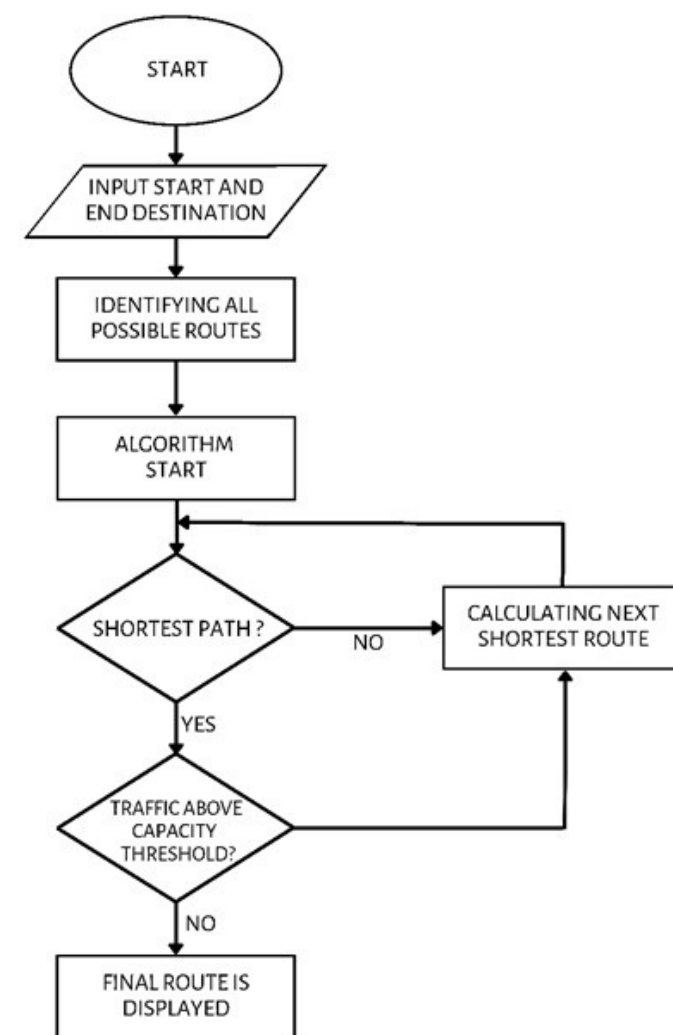 START
INPUT START AND
END DESTINATION
IDENTIFYING ALL
POSSIBLE ROUTES
ALGORITHM
START
SHORTEST PATH ?
NO
CALCULATING NEXT
SHORTEST ROUTE
YES
TRAFFIC ABOVE
CAPACITY
THRESHOLD?
NO
FINAL ROUTE IS
DISPLAYED